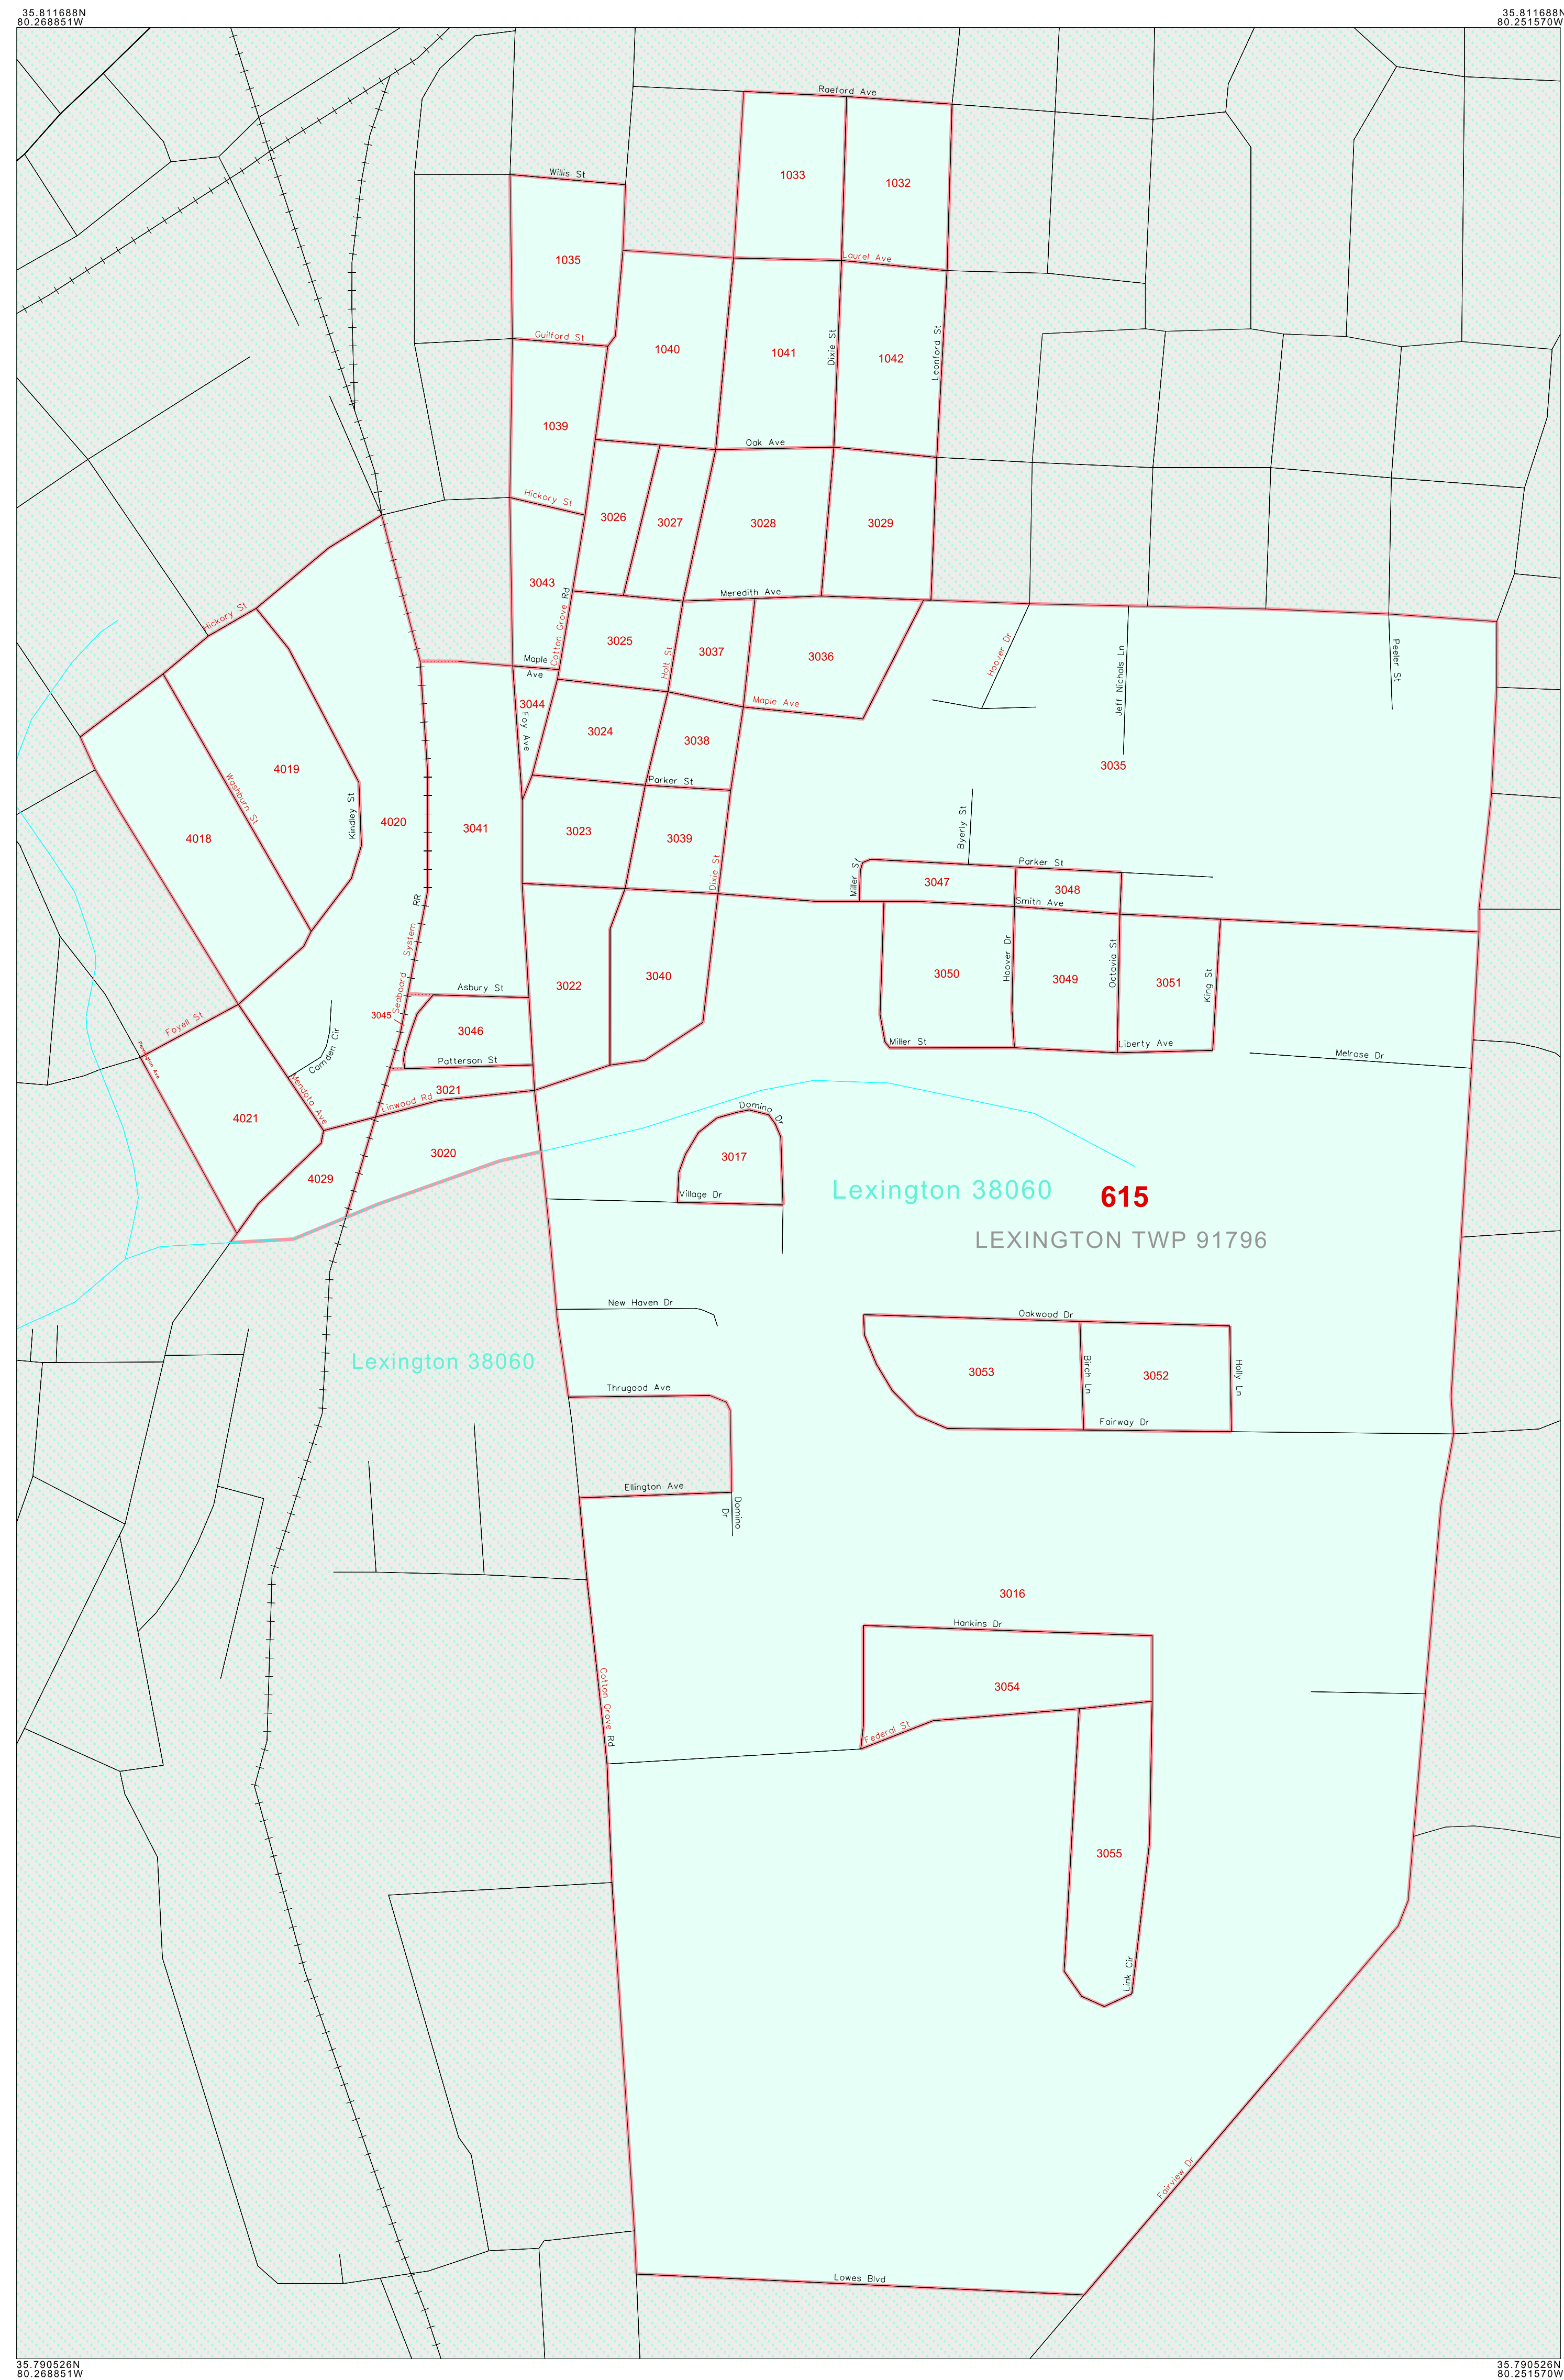 35.811688N
80.268851W
35.811688N
80.251570W
Raeford Ave
Willis St
1033
1032
1035
Laurel Ave
Guilford St
1040
1041
Dixie St
1042
Leonford St
1039
Oak Ave
Hickory St
3026
3027
3028
3029
3043
Cotton Grove Rd
Meredith Ave
Hickory St
3025
Holt St
3037
3036
Hoover Dr
Jeff Nichols Ln
Peeler St
Maple
Ave
3044
Foy Ave
Maple Ave
3024
3038
3035
4019
Washburn St
Kindley St
4018
4020
3041
Parker St
3023
3039
Byerly St
Dixie St
Miller St
Parker St
3047
3048
Smith Ave
RR
Seaboard System
3022
3040
3050
Hoover Dr
3049
Octavia St
3051
King St
Asbury St
3045
3046
Foyell St
Pennington Ave
Camden Cir
Patterson St
Miller St
Liberty Ave
Melrose Dr
Mendota Ave
3021
Linwood Rd
4021
Domino Dr
3020
3017
4029
Village Dr
Lexington 38060
615
LEXINGTON TWP 91796
New Haven Dr
Oakwood Dr
Lexington 38060
3053
Birch Ln
3052
Holly Ln
Thrugood Ave
Fairway Dr
Ellington Ave
Domino
Dr
3016
Hankins Dr
Cotton Grove Rd
3054
Federal St
3055
Link Cir
Fairview Dr
Lowes Blvd
35.790526N
80.268851W
35.790526N
80.251570W